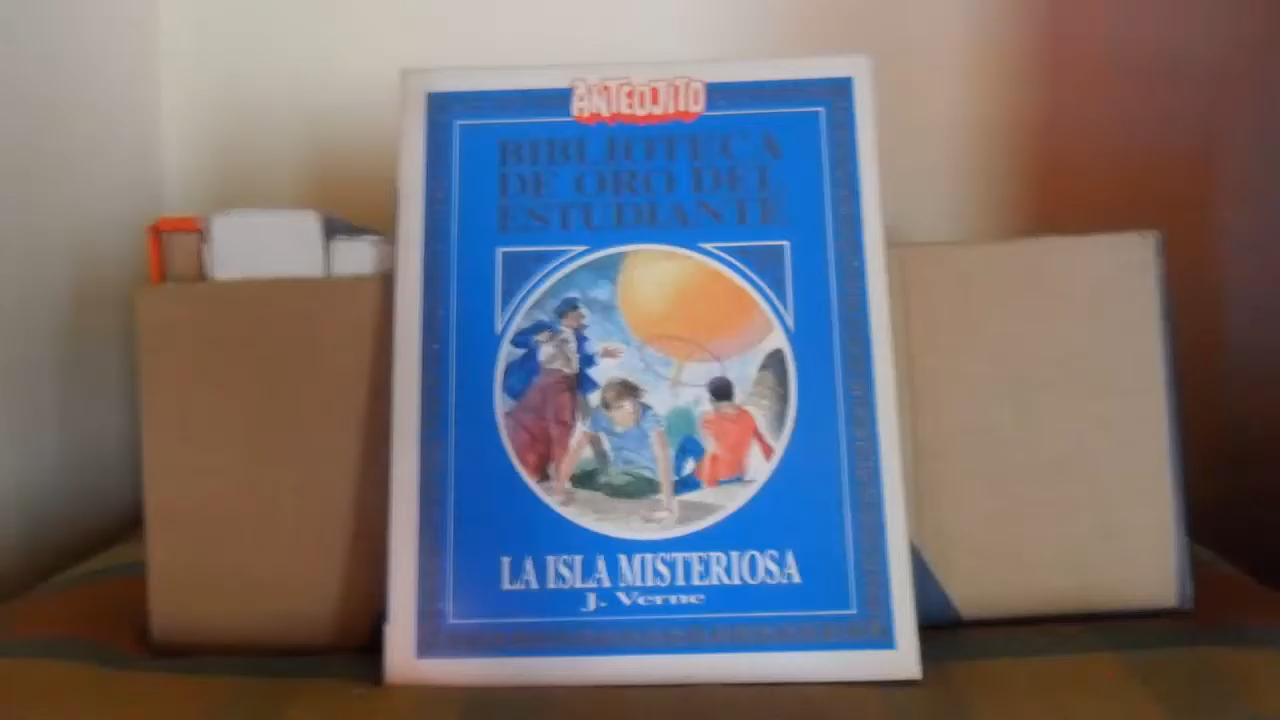 ANTEOJITO
BIBLIOTECA
DE ORO DEL
ESTUDIANTE
LA ISLA MISTERIOSA
J. Verne